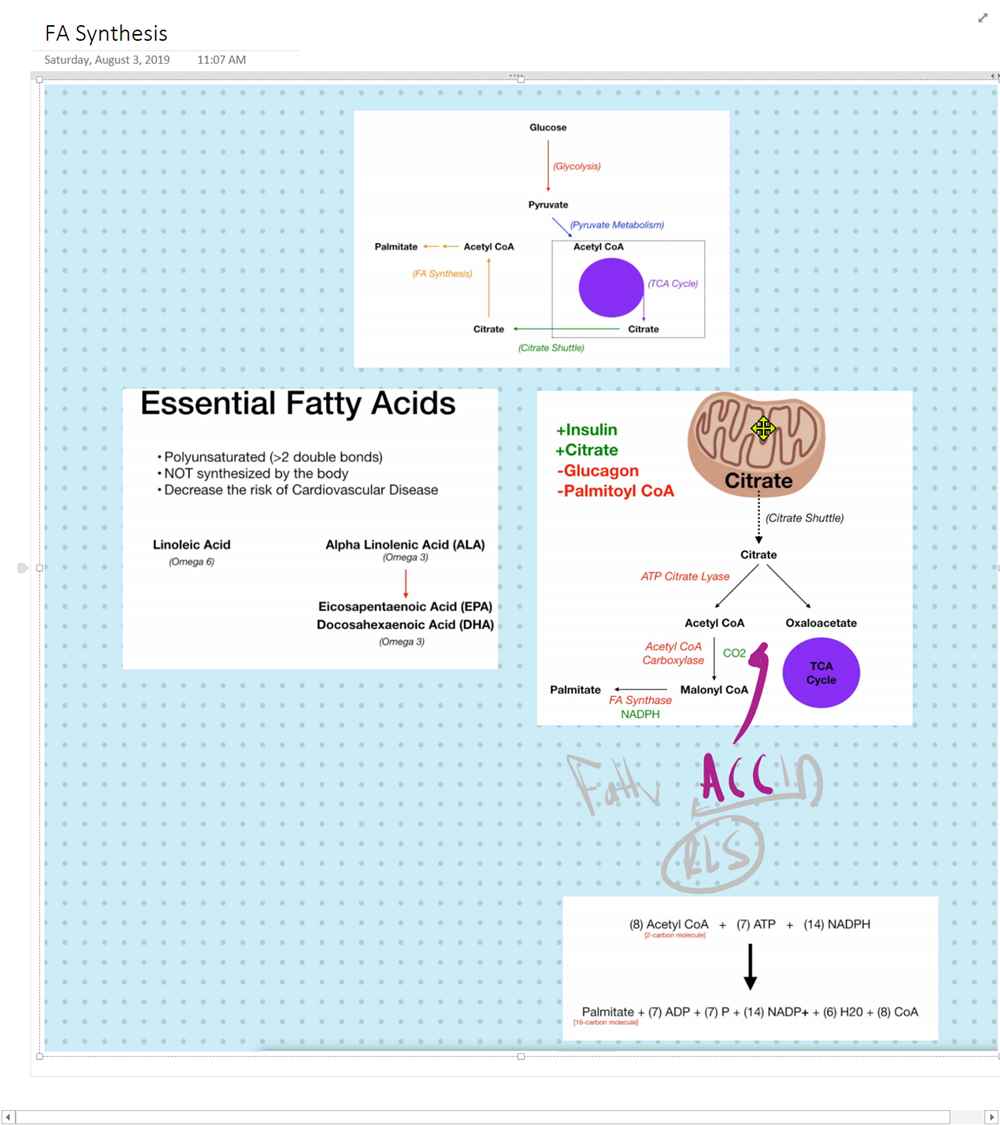 FA Synthesis
Saturday, August 3, 2019 11:07 AM
Glucose
(Glycolysis)
Pyruvate
(Pyruvate Metabolism)
Palmitate
Acetyl CoA
Acetyl CoA
(FA Synthesis)
(TCA Cycle)
Citrate
Citrate
(Citrate Shuttle)
Essential Fatty Acids
• Polyunsaturated (>2 double bonds)
• NOT synthesized by the body
• Decrease the risk of Cardiovascular Disease
Linoleic Acid
(Omega 6)
Alpha Linolenic Acid (ALA)
(Omega 3)
Eicosapentaenoic Acid (EPA)
Docosahexaenoic Acid (DHA)
(Omega 3)
+Insulin
+Citrate
-Glucagon
-Palmitoyl CoA
Citrate
(Citrate Shuttle)
Citrate
ATP Citrate Lyase
Acetyl CoA
Oxaloacetate
Acetyl CoA
Carboxylase
CO2
TCA
Cycle
Palmitate
Malonyl CoA
FA Synthase
NADPH
Fatty ACC
RLS
(8) Acetyl CoA + (7) ATP + (14) NADPH
[2-carbon molecule]
Palmitate + (7) ADP + (7) P + (14) NADP+ + (6) H20 + (8) CoA
[16-carbon molecule]